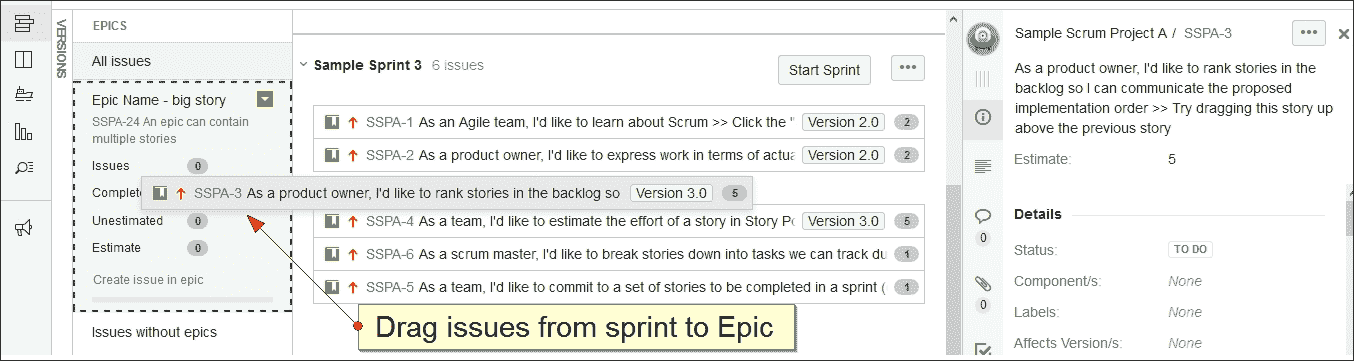 VERSIONS
EPICS
All issues
Epic Name - big story
SSPA-24 An epic can contain
multiple stories
Issues 0
Complete
Unestimated 0
Estimate 0
Create issue in epic
Issues without epics
Sample Sprint 3 6 issues
Start Sprint
SSPA-1 As an Agile team, I'd like to learn about Scrum >> Click the " Version 2.0 2
SSPA-2 As a product owner, I'd like to express work in terms of actua Version 2.0 2
SSPA-3 As a product owner, I'd like to rank stories in the backlog so Version 3.0 5
SSPA-4 As a team, I'd like to estimate the effort of a story in Story Po Version 3.0 5
SSPA-6 As a scrum master, I'd like to break stories down into tasks we can track du 1
SSPA-5 As a team, I'd like to commit to a set of stories to be completed in a sprint ( 1
Drag issues from sprint to Epic
Sample Scrum Project A / SSPA-3
As a product owner, I'd like to rank stories in the
backlog so I can communicate the proposed
implementation order >> Try dragging this story up
above the previous story
Estimate: 5
Details
Status: TO DO
0
Component/s: None
0
Labels: None
Affects Version/s: None